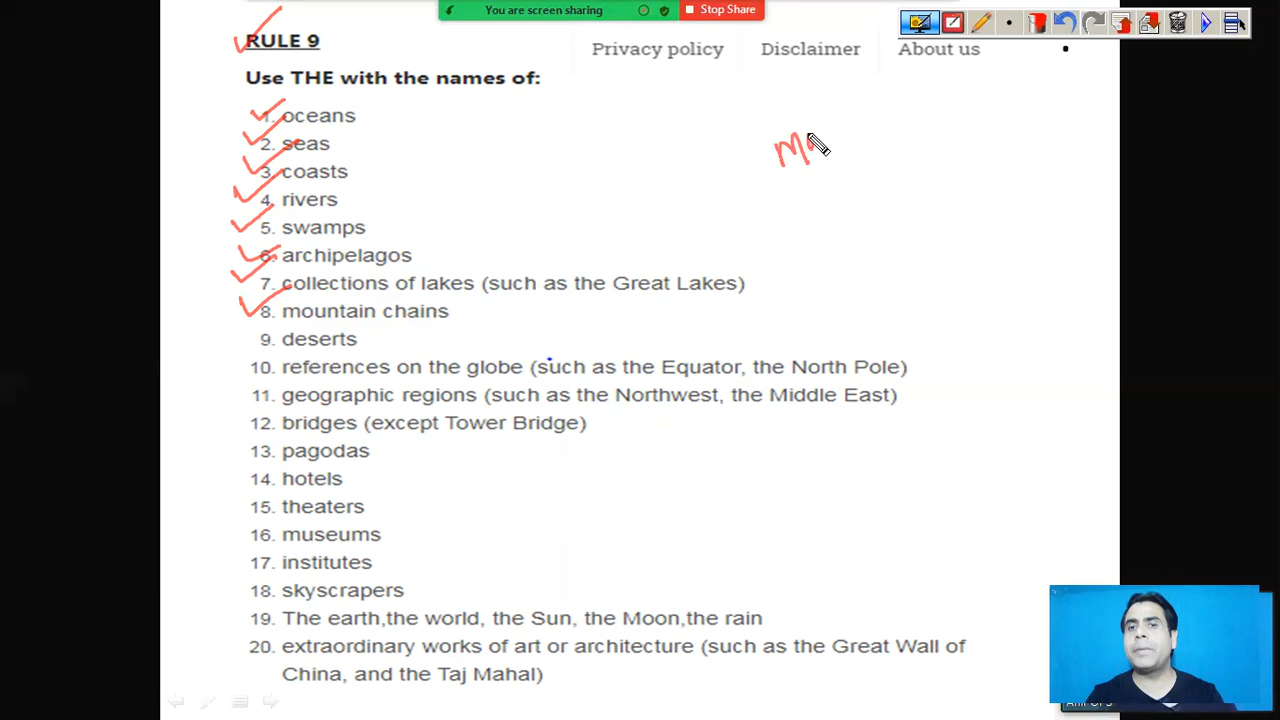 You are screen sharing
Stop Share
RULE 9
Privacy policy Disclaimer About us
Use THE with the names of:
1. oceans
2. seas
3. coasts
4. rivers
5. swamps
6. archipelagos
7. collections of lakes (such as the Great Lakes)
8. mountain chains
9. deserts
10. references on the globe (such as the Equator, the North Pole)
11. geographic regions (such as the Northwest, the Middle East)
12. bridges (except Tower Bridge)
13. pagodas
14. hotels
15. theaters
16. museums
17. institutes
18. skyscrapers
19. The earth,the world, the Sun, the Moon,the rain
20. extraordinary works of art or architecture (such as the Great Wall of
China, and the Taj Mahal)